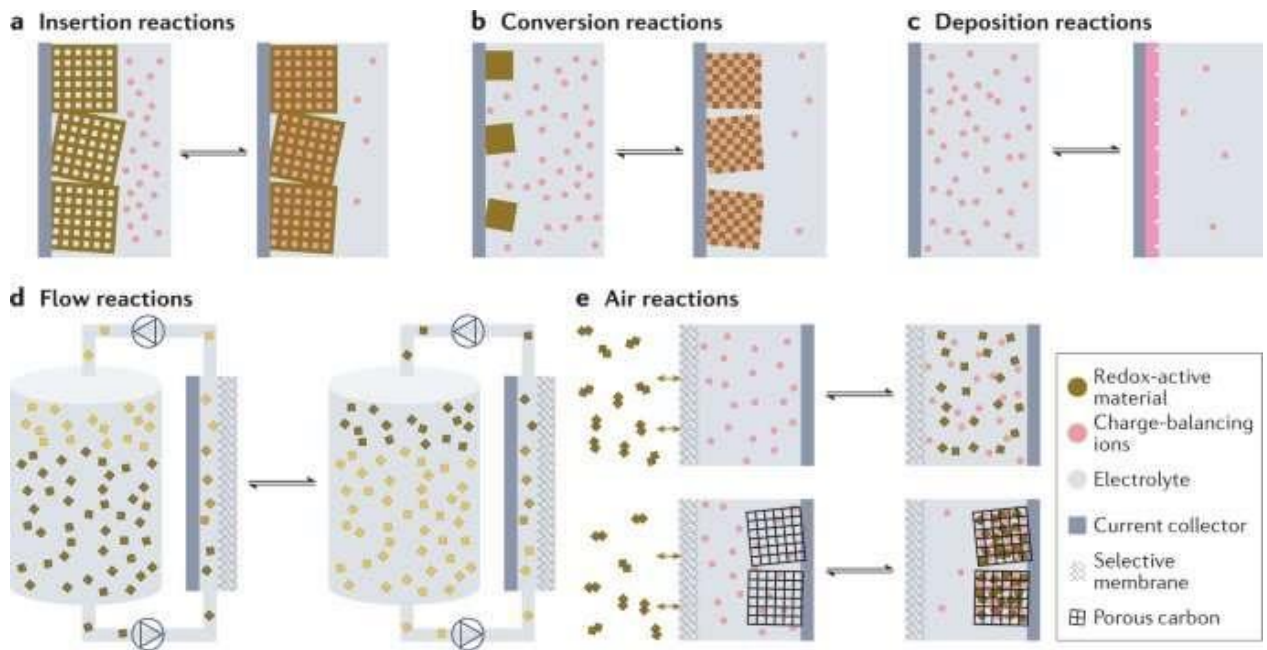 a Insertion reactions
b Conversion reactions
c Deposition reactions
d Flow reactions
e Air reactions
Redox-active
material
Charge-balancing
ions
Electrolyte
Current collector
Selective
membrane
Porous carbon